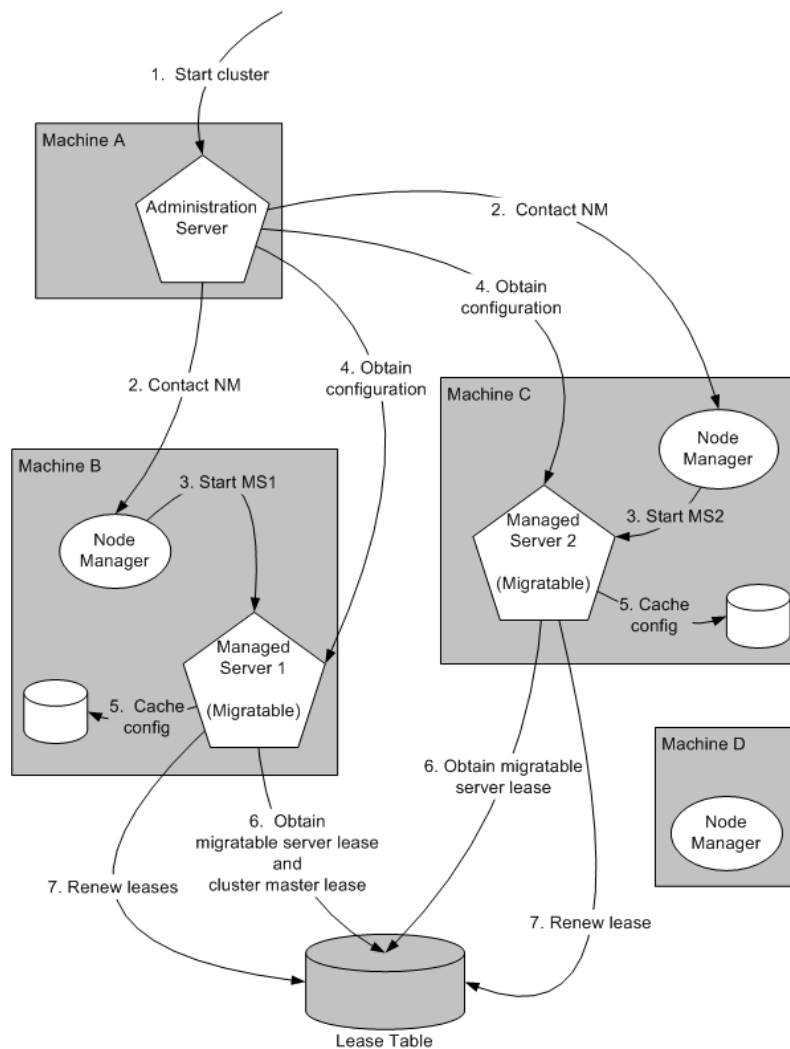 1. Start cluster
Machine A
Administration
Server
2. Contact NM
4. Obtain
configuration
4. Obtain
configuration
2. Contact NM
Machine C
Node
Manager
3. Start MS2
Managed
Server 2
(Migratable)
5. Cache
config
Machine B
3. Start MS1
Node
Manager
Managed
Server 1
(Migratable)
5. Cache
config
Machine D
Node
Manager
6. Obtain migratable
server lease
6. Obtain
migratable server lease
and
cluster master lease
7. Renew leases
7. Renew lease
Lease Table